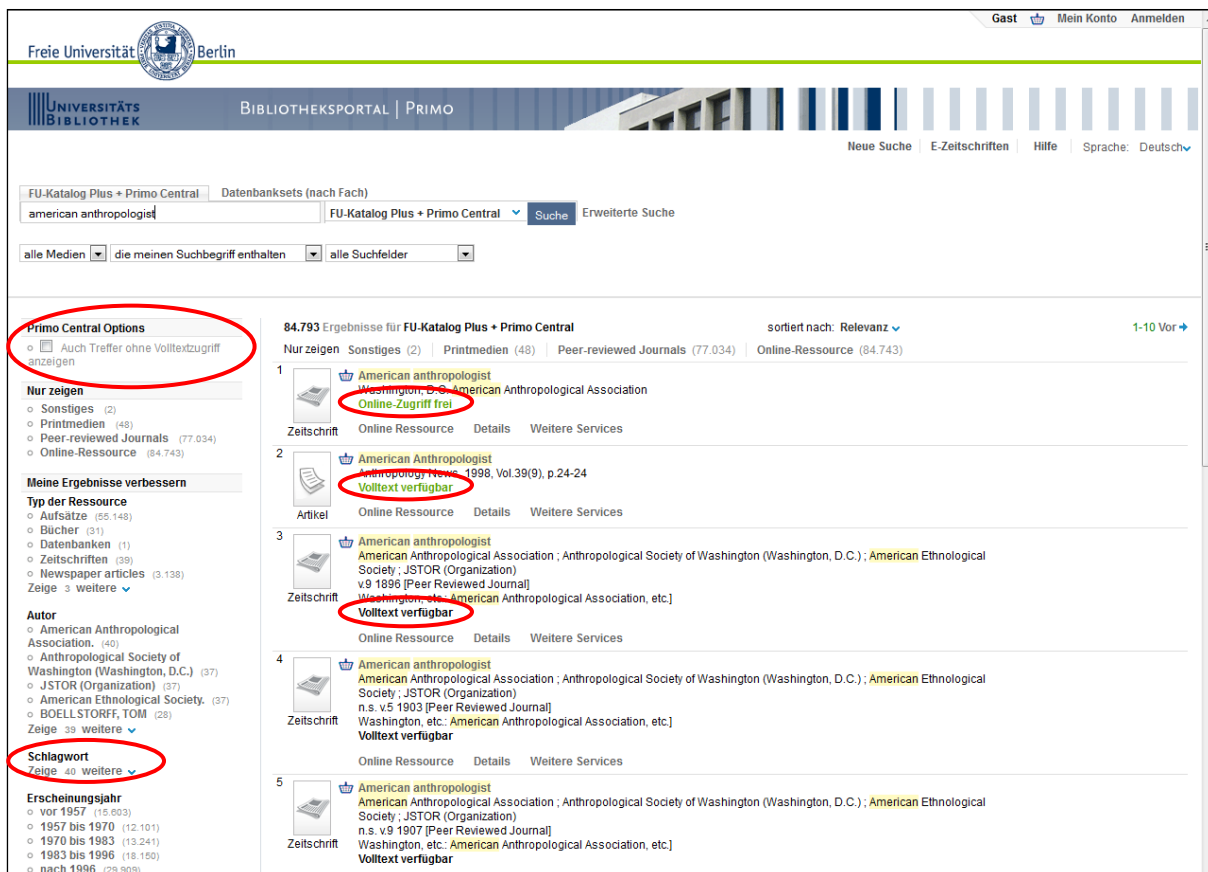 Gast Mein Konto Anmelden
Freie Universität Berlin
UNIVERSITÄTS
BIBLIOTHEK
BIBLIOTHEKSPORTAL | PRIMO
Neue Suche E-Zeitschriften Hilfe Sprache: Deutsch
FU-Katalog Plus + Primo Central Datenbanksets (nach Fach)
american anthropologist FU-Katalog Plus + Primo Central Suche Erweiterte Suche
alle Medien die meinen Suchbegriff enthalten alle Suchfelder
Primo Central Options
Auch Treffer ohne Volltextzugriff
anzeigen
Nur zeigen
Sonstiges (2)
Printmedien (48)
Peer-reviewed Journals (77.034)
Online-Ressource (84.743)
Meine Ergebnisse verbessern
Typ der Ressource
Aufsätze (55.148)
Bücher (31)
Datenbanken (1)
Zeitschriften (39)
Newspaper articles (3.138)
Zeige 3 weitere
Autor
American Anthropological
Association. (40)
Anthropological Society of
Washington (Washington, D.C.) (37)
JSTOR (Organization) (37)
American Ethnological Society. (37)
BOELLSTORFF, TOM (28)
Zeige 39 weitere
Schlagwort
Zeige 40 weitere
Erscheinungsjahr
vor 1957 (15.603)
1957 bis 1970 (12.101)
1970 bis 1983 (13.241)
1983 bis 1996 (18.150)
nach 1996 (29.909)
84.793 Ergebnisse für FU-Katalog Plus + Primo Central sortiert nach: Relevanz 1-10 Vor
Nur zeigen Sonstiges (2) Printmedien (48) Peer-reviewed Journals (77.034) Online-Ressource (84.743)
1 American anthropologist
Washington, D.C. American Anthropological Association
Online-Zugriff frei
Zeitschrift Online Ressource Details Weitere Services
2 American Anthropologist
Anthropology News, 1998, Vol.39(9), p.24-24
Volltext verfügbar
Artikel Online Ressource Details Weitere Services
3 American anthropologist
American Anthropological Association ; Anthropological Society of Washington (Washington, D.C.) ; American Ethnological
Society ; JSTOR (Organization)
v.9 1896 [Peer Reviewed Journal]
Zeitschrift Washington, etc.: American Anthropological Association, etc.]
Volltext verfügbar
Online Ressource Details Weitere Services
4 American anthropologist
American Anthropological Association ; Anthropological Society of Washington (Washington, D.C.) ; American Ethnological
Society ; JSTOR (Organization)
n.s. v.5 1903 [Peer Reviewed Journal]
Zeitschrift Washington, etc.: American Anthropological Association, etc.]
Volltext verfügbar
Online Ressource Details Weitere Services
5 American anthropologist
American Anthropological Association ; Anthropological Society of Washington (Washington, D.C.) ; American Ethnological
Society ; JSTOR (Organization)
n.s. v.9 1907 [Peer Reviewed Journal]
Zeitschrift Washington, etc.: American Anthropological Association, etc.]
Volltext verfügbar